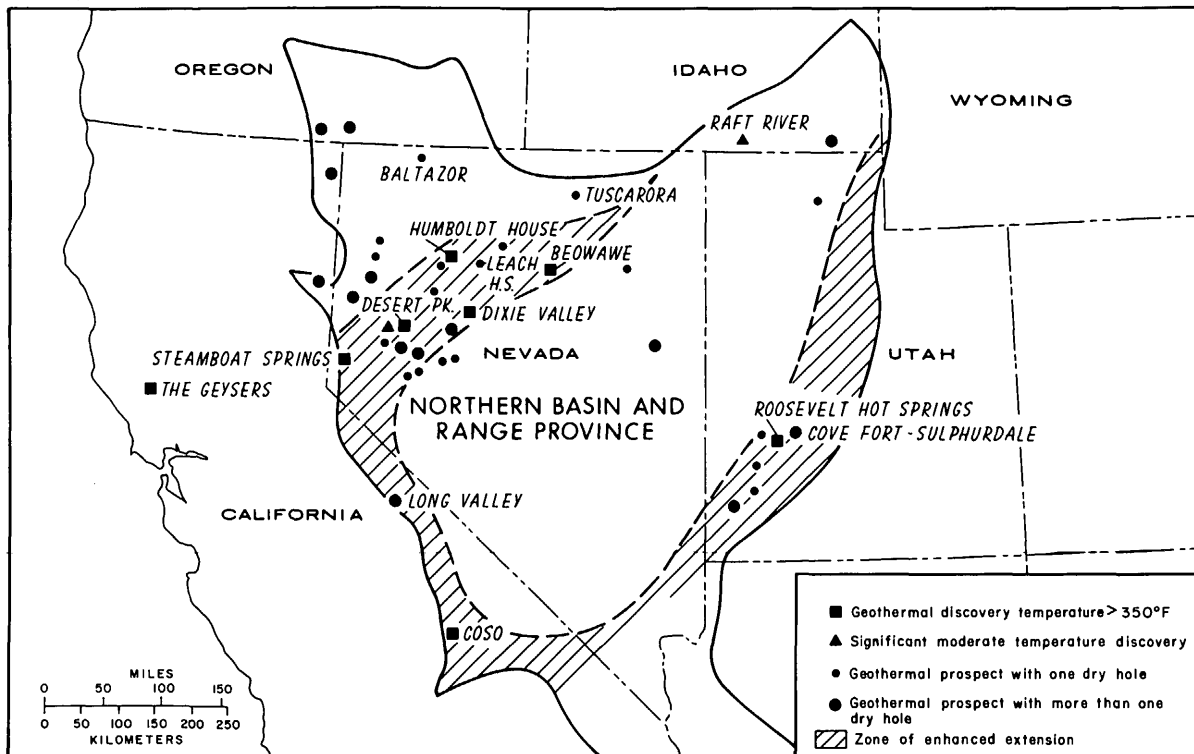 OREGON
IDAHO
WYOMING
RAFT RIVER
BALTAZOR
TUSCARORA
HUMBOLDT HOUSE
BEOWAWE
LEACH
H.S.
DESERT PK.
DIXIE VALLEY
STEAMBOAT SPRINGS
NEVADA
UTAH
THE GEYSERS
NORTHERN BASIN AND
RANGE PROVINCE
ROOSEVELT HOT SPRINGS
COVE FORT-SULPHURDALE
LONG VALLEY
CALIFORNIA
COSO
MILES
0 50 100 150
0 50 100 150 200 250
KILOMETERS
Geothermal discovery temperature > 350°F
Significant moderate temperature discovery
Geothermal prospect with one dry hole
Geothermal prospect with more than one
dry hole
Zone of enhanced extension